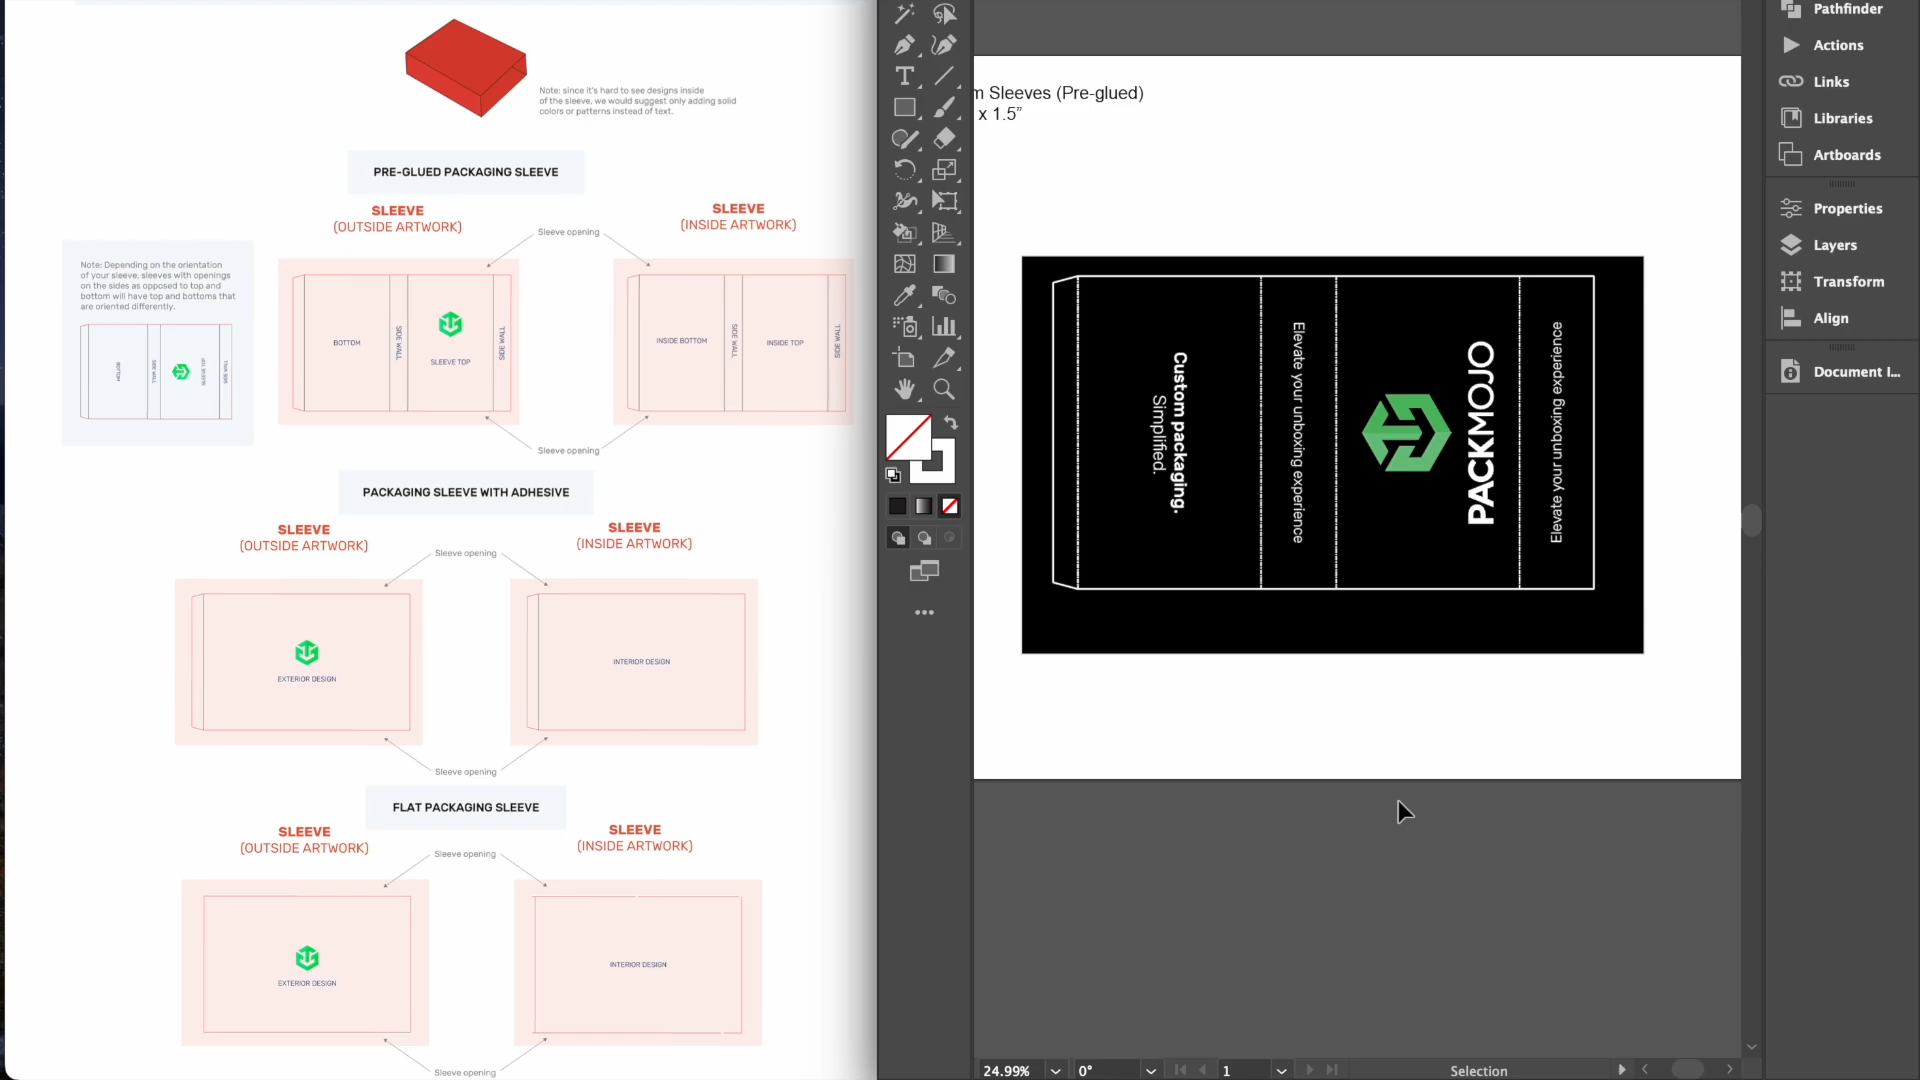 Note: since it's hard to see designs inside
of the sleeve, we would suggest only adding solid
colors or patterns instead of text.
PRE-GLUED PACKAGING SLEEVE
SLEEVE
(OUTSIDE ARTWORK)
SLEEVE
(INSIDE ARTWORK)
Sleeve opening
Note: Depending on the orientation
of your sleeve, sleeves with openings
on the sides as opposed to top and
bottom will have top and bottoms that
are oriented differently.
BOTTOM
SIDE WALL
SLEEVE TOP
SIDE WALL
BOTTOM
SIDE WALL
SLEEVE TOP
SIDE WALL
INSIDE BOTTOM
SIDE WALL
INSIDE TOP
SIDE WALL
Sleeve opening
PACKAGING SLEEVE WITH ADHESIVE
SLEEVE
(OUTSIDE ARTWORK)
SLEEVE
(INSIDE ARTWORK)
Sleeve opening
EXTERIOR DESIGN
INTERIOR DESIGN
Sleeve opening
FLAT PACKAGING SLEEVE
SLEEVE
(OUTSIDE ARTWORK)
SLEEVE
(INSIDE ARTWORK)
Sleeve opening
EXTERIOR DESIGN
INTERIOR DESIGN
Sleeve opening
Sleeves (Pre-glued)
x 1.5”
Custom packaging.
Simplified.
Elevate your unboxing experience
PACKMOJO
Elevate your unboxing experience
Pathfinder
Actions
Links
Libraries
Artboards
Properties
Layers
Transform
Align
Document I...
24.99%
0°
1
Selection